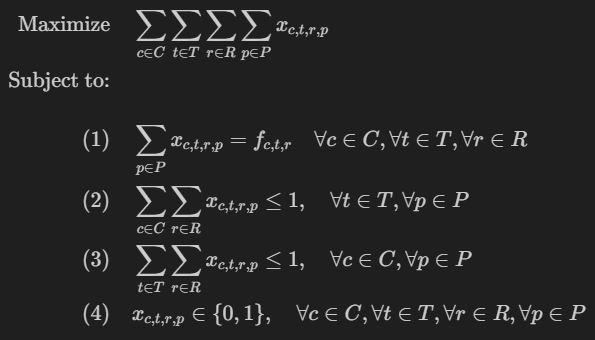 Maximize ∑_{c∈C} ∑_{t∈T} ∑_{r∈R} ∑_{p∈P} x_{c,t,r,p}
Subject to:
(1) ∑_{p∈P} x_{c,t,r,p} = f_{c,t,r} ∀c ∈ C, ∀t ∈ T, ∀r ∈ R
(2) ∑_{c∈C} ∑_{r∈R} x_{c,t,r,p} ≤ 1, ∀t ∈ T, ∀p ∈ P
(3) ∑_{t∈T} ∑_{r∈R} x_{c,t,r,p} ≤ 1, ∀c ∈ C, ∀p ∈ P
(4) x_{c,t,r,p} ∈ {0, 1}, ∀c ∈ C, ∀t ∈ T, ∀r ∈ R, ∀p ∈ P